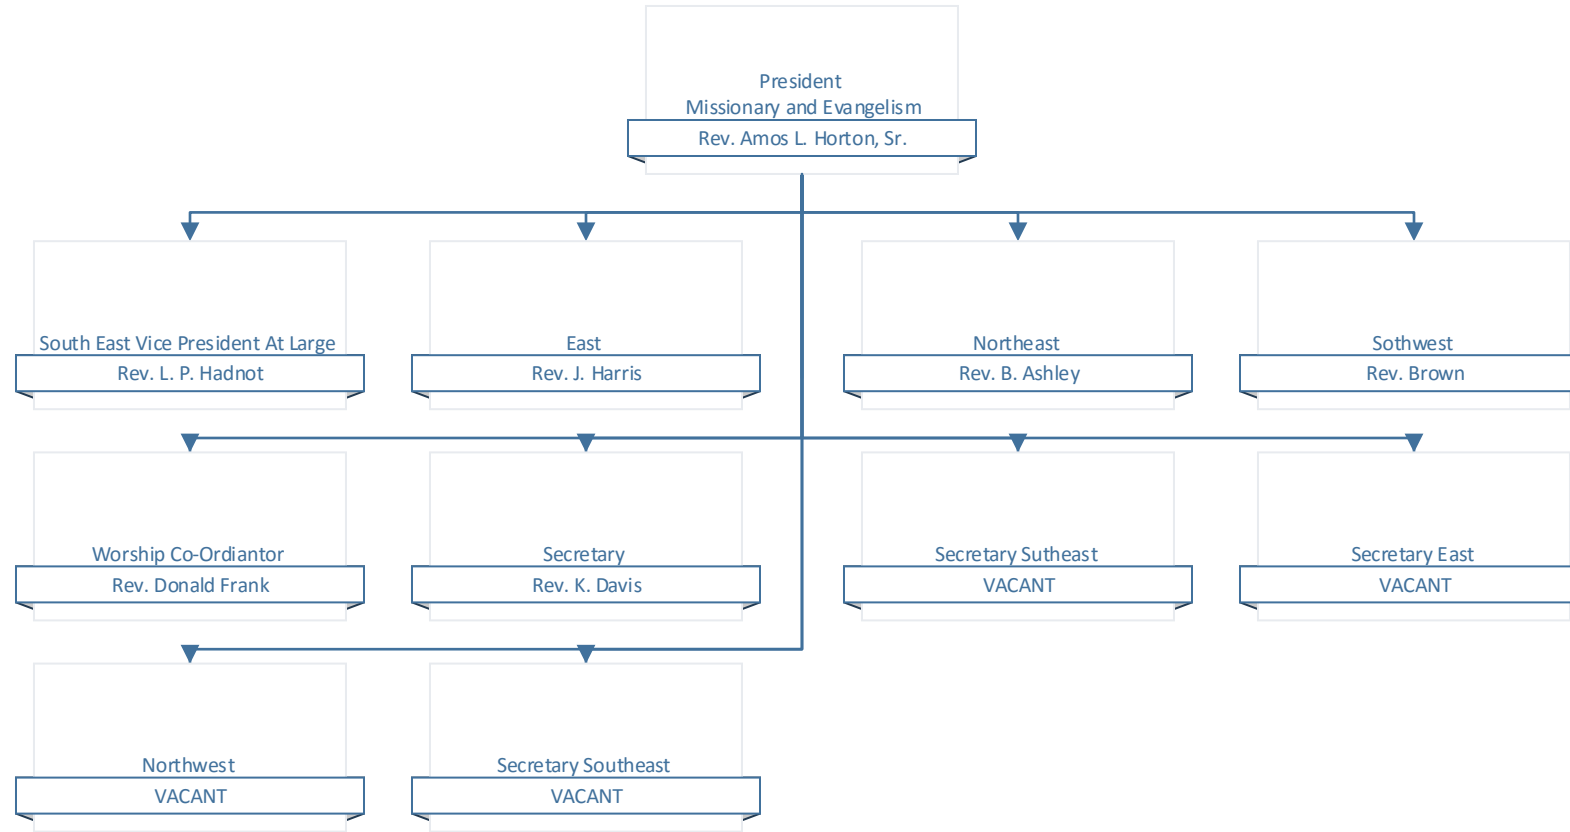 President
Missionary and Evangelism
Rev. Amos L. Horton, Sr.
South East Vice President At Large
Rev. L. P. Hadnot
East
Rev. J. Harris
Northeast
Rev. B. Ashley
Sothwest
Rev. Brown
Worship Co-Ordiantor
Rev. Donald Frank
Secretary
Rev. K. Davis
Secretary Sutheast
VACANT
Secretary East
VACANT
Northwest
VACANT
Secretary Southeast
VACANT